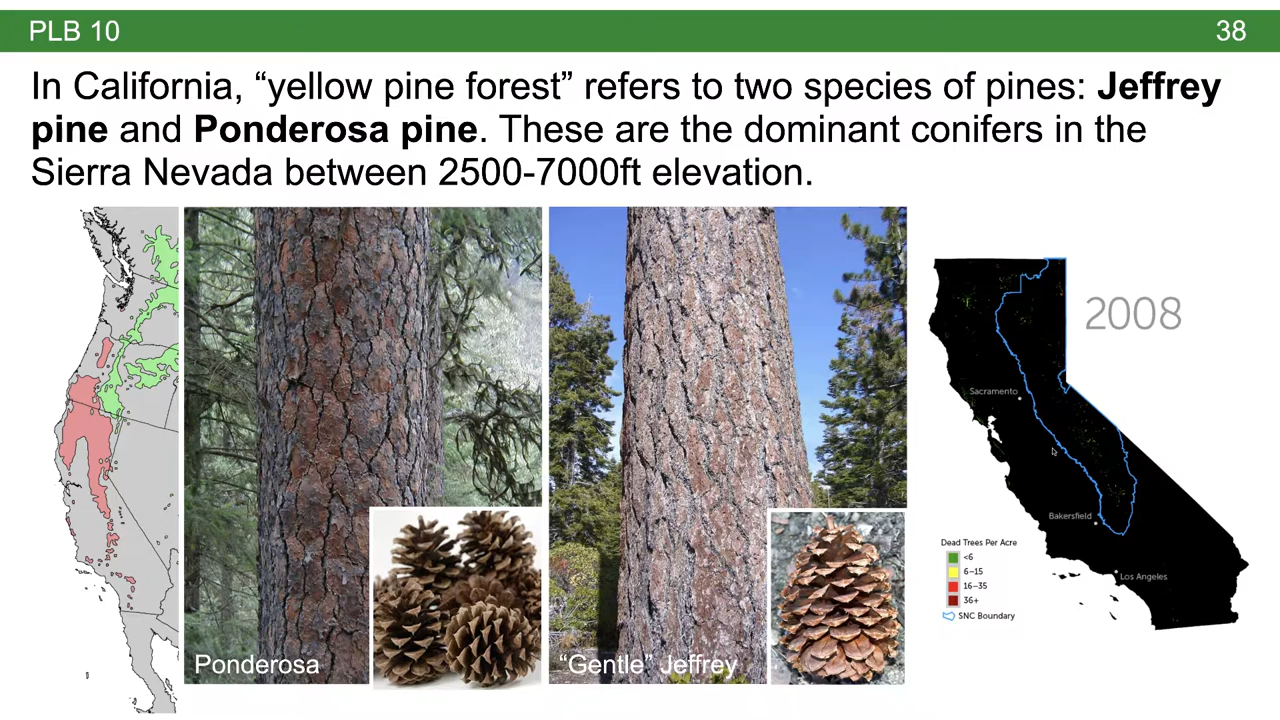 PLB 10
38
In California, “yellow pine forest” refers to two species of pines: Jeffrey
pine and Ponderosa pine. These are the dominant conifers in the
Sierra Nevada between 2500-7000ft elevation.
Ponderosa
“Gentle” Jeffrey
2008
Sacramento
Bakersfield
Los Angeles
Dead Trees Per Acre
<6
6–15
16–35
36+
SNC Boundary